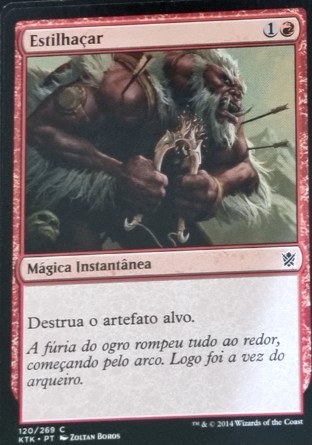 Estilhaçar 1
Mágica Instantânea
Destrua o artefato alvo.
A fúria do ogro rompeu tudo ao redor,
começando pelo arco. Logo foi a vez do
arqueiro.
120/269 C
KTK • PT Zoltan Boros
™ & © 2014 Wizards of the Coast